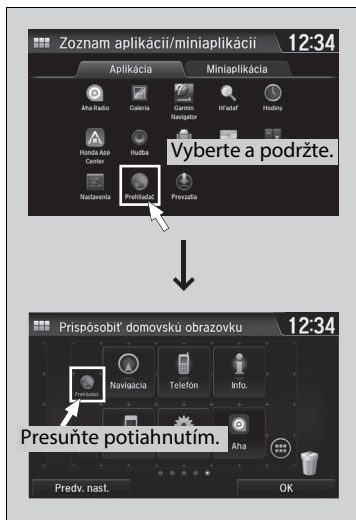 Zoznam aplikácií/miniaplikácií 12:34
Aplikácia Miniaplikácia
Aha Radio Galéria Garmin Navigator Hľadať Hodiny
Honda App Center Hudba
Vyberte a podržte.
Nastavenia Prehliadač Prevzatia
Prispôsobiť domovskú obrazovku 12:34
Prehliadač Navigácia Telefón Info.
Presuňte potiahnutím.
Aha
Predv. nast. OK